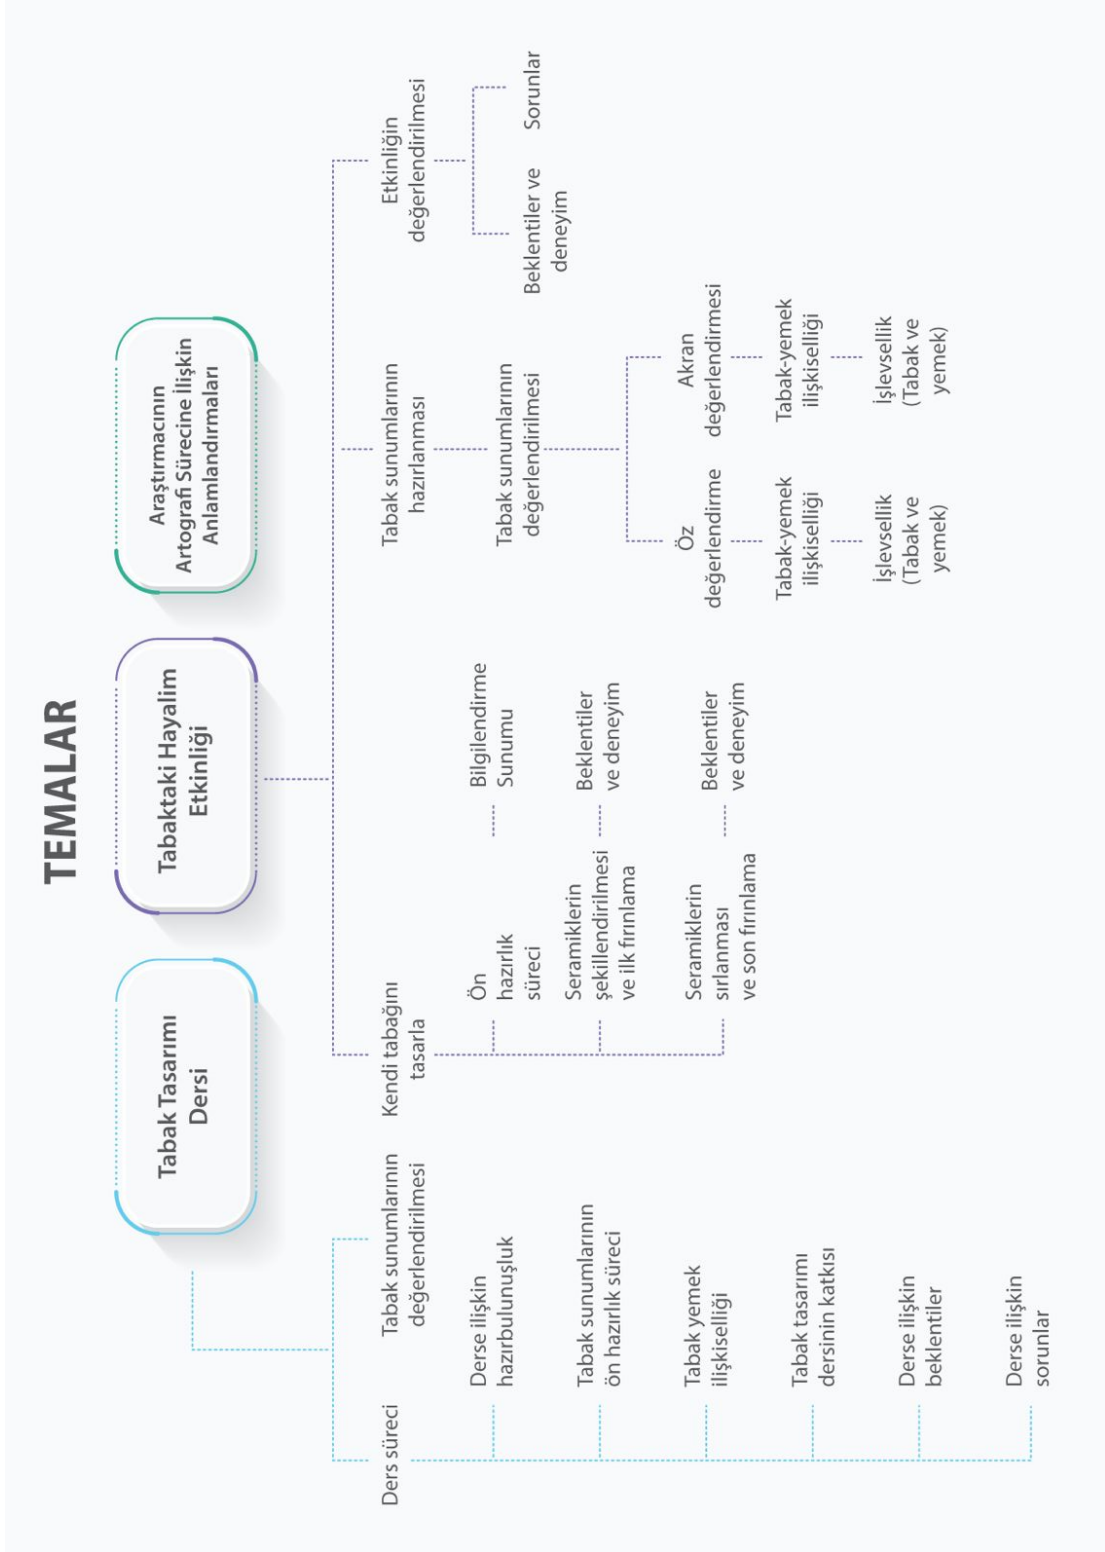 TEMALAR
Tabak Tasarımı
Dersi
Tabaktaki Hayalim
Etkinliği
Araştırmacının
Artografi Sürecine İlişkin
Anlamlandırmaları
Ders süreci
Derse ilişkin
hazırbulunuşluk
Tabak sunumlarının
ön hazırlık süreci
Tabak yemek
ilişkiselliği
Tabak tasarımı
dersinin katkısı
Derse ilişkin
beklentiler
Derse ilişkin
sorunlar
Tabak sunumlarının
değerlendirilmesi
Kendi tabağını
tasarla
Ön
hazırlık
süreci
Bilgilendirme
Sunumu
Seramiklerin
şekillendirilmesi
ve ilk fırınlama
Beklentiler
ve deneyim
Seramiklerin
sırlanması
ve son fırınlama
Beklentiler
ve deneyim
Tabak sunumlarının
hazırlanması
Tabak sunumlarının
değerlendirilmesi
Öz
değerlendirme
Tabak-yemek
ilişkiselliği
İşlevsellik
(Tabak ve
yemek)
Akran
değerlendirmesi
Tabak-yemek
ilişkiselliği
İşlevsellik
(Tabak ve
yemek)
Etkinliğin
değerlendirilmesi
Beklentiler ve
deneyim
Sorunlar